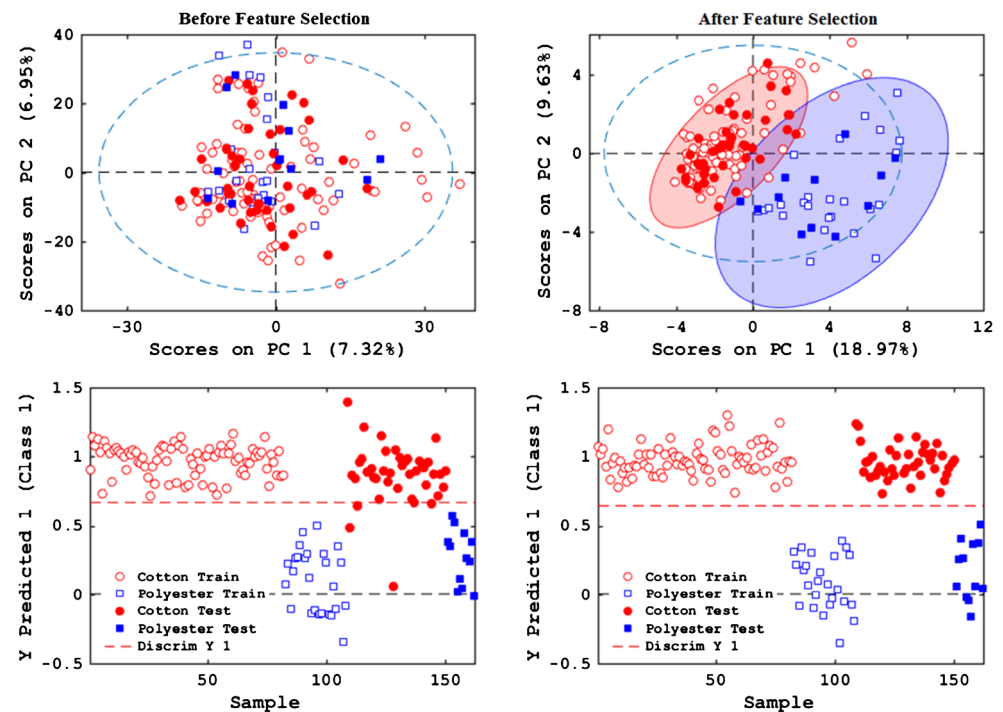 Before Feature Selection
40
20
0
-20
-40
-30
0
30
Scores on PC 2 (6.95%)
Scores on PC 1 (7.32%)
After Feature Selection
4
0
-4
-8
-8
-4
0
4
8
12
Scores on PC 2 (9.63%)
Scores on PC 1 (18.97%)
1.5
1
0.5
0
-0.5
50
100
150
Y Predicted 1 (Class 1)
Cotton Train
Polyester Train
Cotton Test
Polyester Test
Discrim Y 1
Sample
1.5
1
0.5
0
-0.5
50
100
150
Y Predicted 1 (Class 1)
Cotton Train
Polyester Train
Cotton Test
Polyester Test
Discrim Y 1
Sample